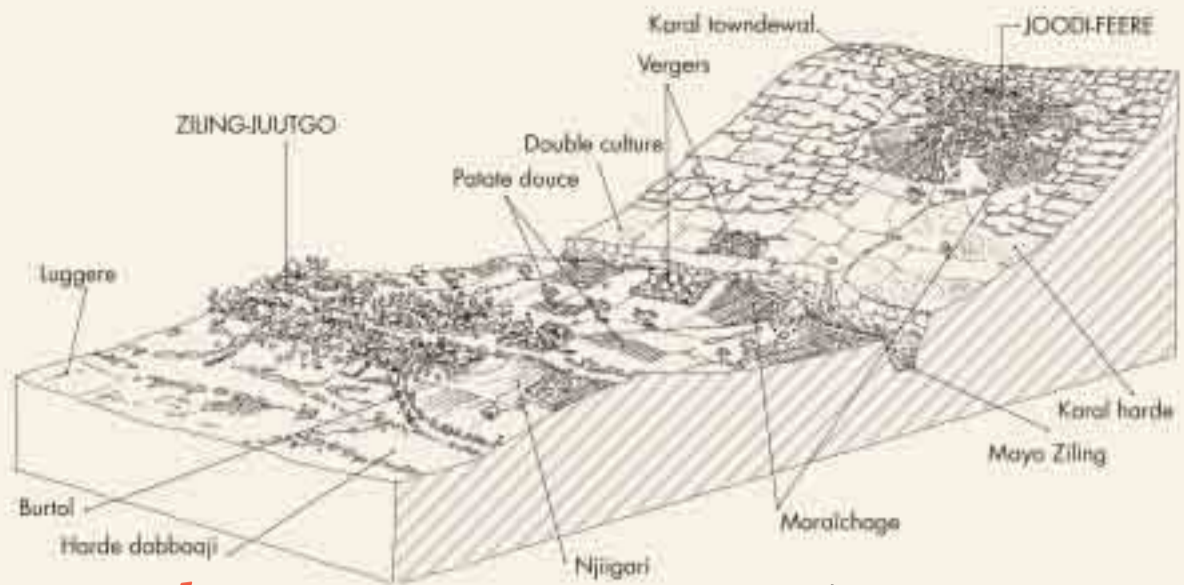 Karal towndewal
JOODI-FEERE
Vergers
ZILING-JUUTGO
Double culture
Patate douce
Luggere
Karal harde
Mayo Ziling
Burtol
Maraîchage
Harde dabbaaji
Njiigari